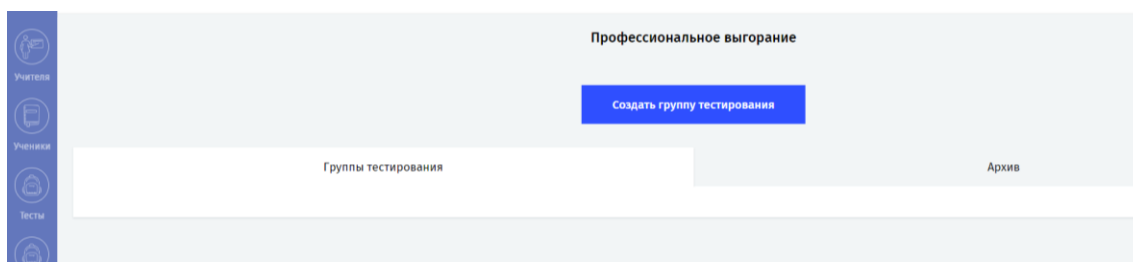 Профессиональное выгорание
Создать группу тестирования
Учителя
Ученики
Тесты
Группы тестирования
Архив